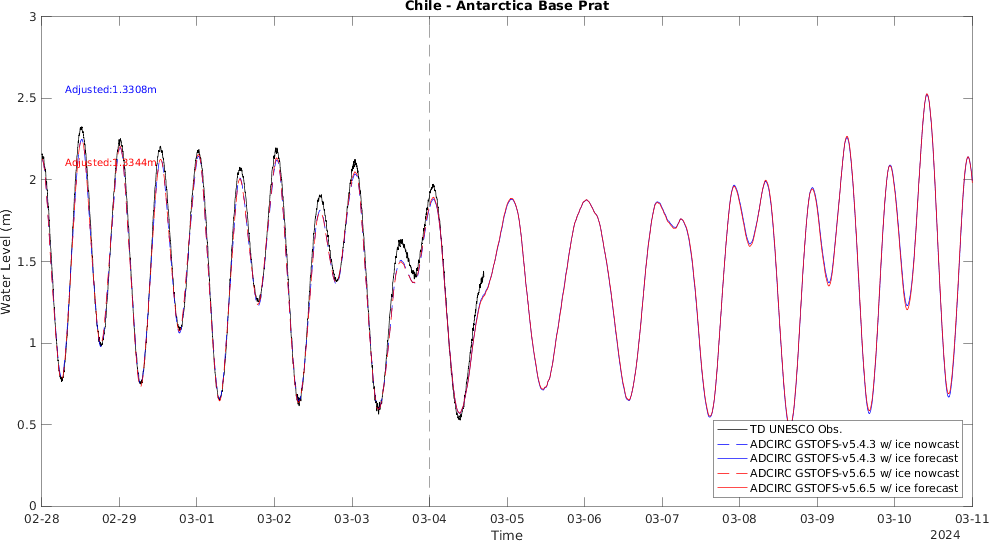 Chile - Antarctica Base Prat
3
2.5
2
1.5
1
0.5
0
Water Level (m)
Adjusted:1.3308m
Adjusted:1.3344m
TD UNESCO Obs.
ADCIRC GSTOFS-v5.4.3 w/ ice nowcast
ADCIRC GSTOFS-v5.4.3 w/ ice forecast
ADCIRC GSTOFS-v5.6.5 w/ ice nowcast
ADCIRC GSTOFS-v5.6.5 w/ ice forecast
02-28 02-29 03-01 03-02 03-03 03-04 03-05 03-06 03-07 03-08 03-09 03-10 03-11
Time
2024